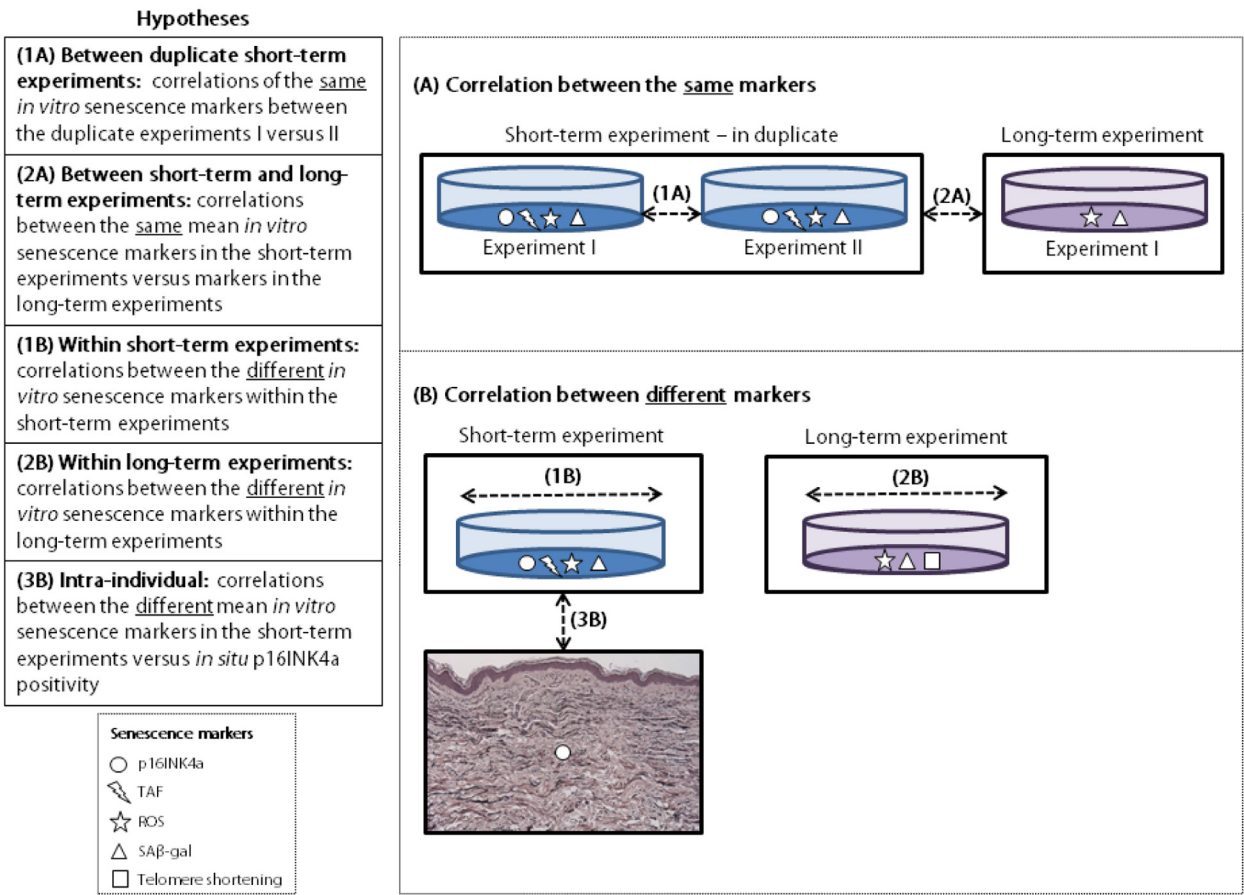 Hypotheses
(1A) Between duplicate short-term
experiments: correlations of the same
in vitro senescence markers between
the duplicate experiments I versus II
(2A) Between short-term and long-
term experiments: correlations
between the same mean in vitro
senescence markers in the short-term
experiments versus markers in the
long-term experiments
(1B) Within short-term experiments:
correlations between the different in
vitro senescence markers within the
short-term experiments
(2B) Within long-term experiments:
correlations between the different in
vitro senescence markers within the
long-term experiments
(3B) Intra-individual: correlations
between the different mean in vitro
senescence markers in the short-term
experiments versus in situ p16INK4a
positivity
Senescence markers
p16INK4a
TAF
ROS
SAβ-gal
Telomere shortening
(A) Correlation between the same markers
Short-term experiment – in duplicate
Long-term experiment
(1A)
(2A)
Experiment I
Experiment II
Experiment I
(B) Correlation between different markers
Short-term experiment
Long-term experiment
(1B)
(2B)
(3B)